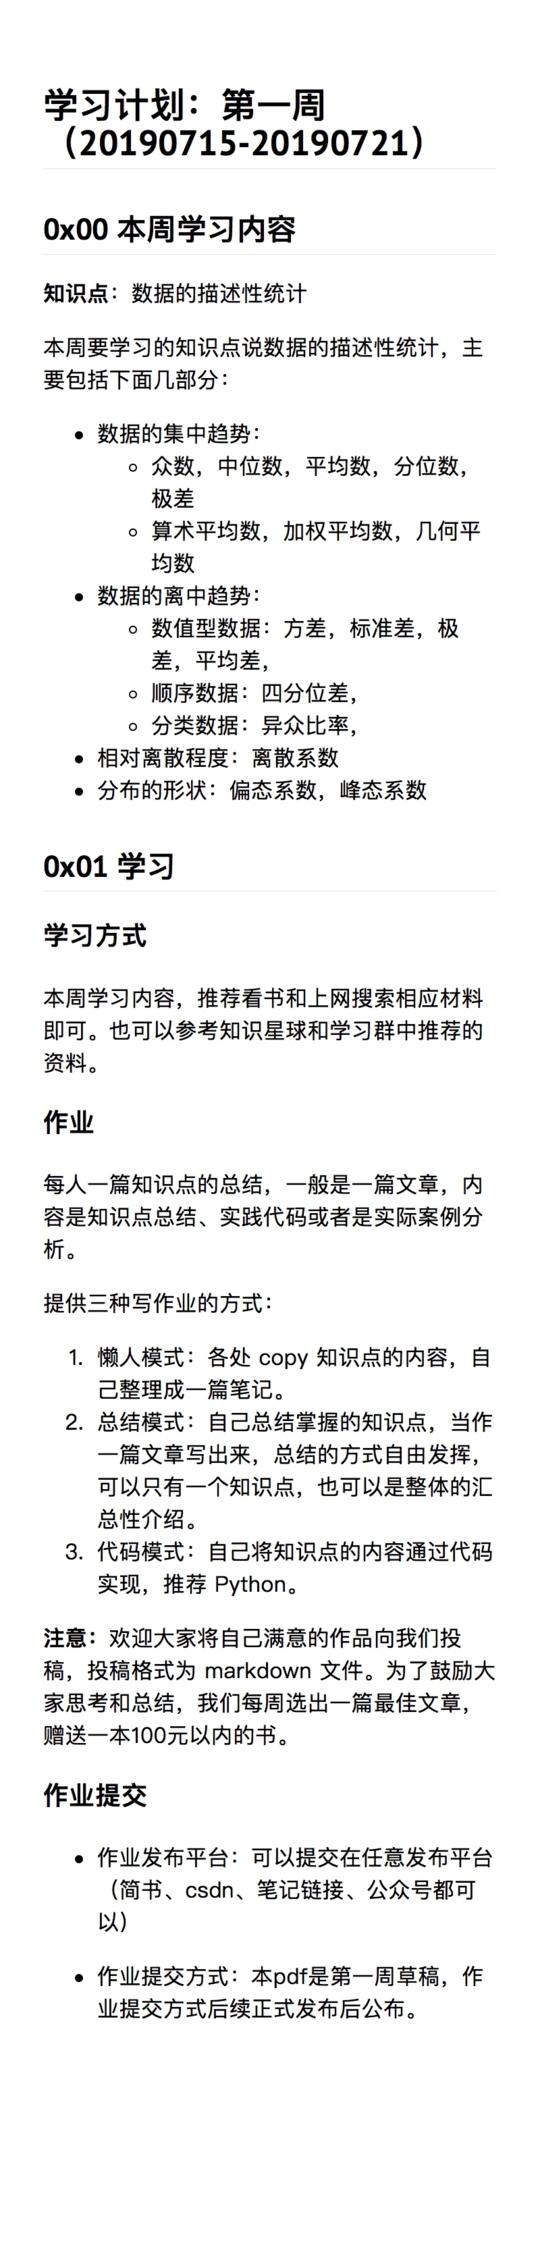 学习计划：第一周
（20190715-20190721）
0x00 本周学习内容
知识点：数据的描述性统计
本周要学习的知识点说数据的描述性统计，主
要包括下面几部分：
数据的集中趋势：
众数，中位数，平均数，分位数，
极差
算术平均数，加权平均数，几何平
均数
数据的离中趋势：
数值型数据：方差，标准差，极
差，平均差，
顺序数据：四分位差，
分类数据：异众比率，
相对离散程度：离散系数
分布的形状：偏态系数，峰态系数
0x01 学习
学习方式
本周学习内容，推荐看书和上网搜索相应材料
即可。也可以参考知识星球和学习群中推荐的
资料。
作业
每人一篇知识点的总结，一般是一篇文章，内
容是知识点总结、实践代码或者是实际案例分
析。
提供三种写作业的方式：
1. 懒人模式：各处 copy 知识点的内容，自
己整理成一篇笔记。
2. 总结模式：自己总结掌握的知识点，当作
一篇文章写出来，总结的方式自由发挥，
可以只有一个知识点，也可以是整体的汇
总性介绍。
3. 代码模式：自己将知识点的内容通过代码
实现，推荐 Python。
注意：欢迎大家将自己满意的作品向我们投
稿，投稿格式为 markdown 文件。为了鼓励大
家思考和总结，我们每周选出一篇最佳文章，
赠送一本100元以内的书。
作业提交
作业发布平台：可以提交在任意发布平台
（简书、csdn、笔记链接、公众号都可
以）
作业提交方式：本pdf是第一周草稿，作
业提交方式后续正式发布后公布。